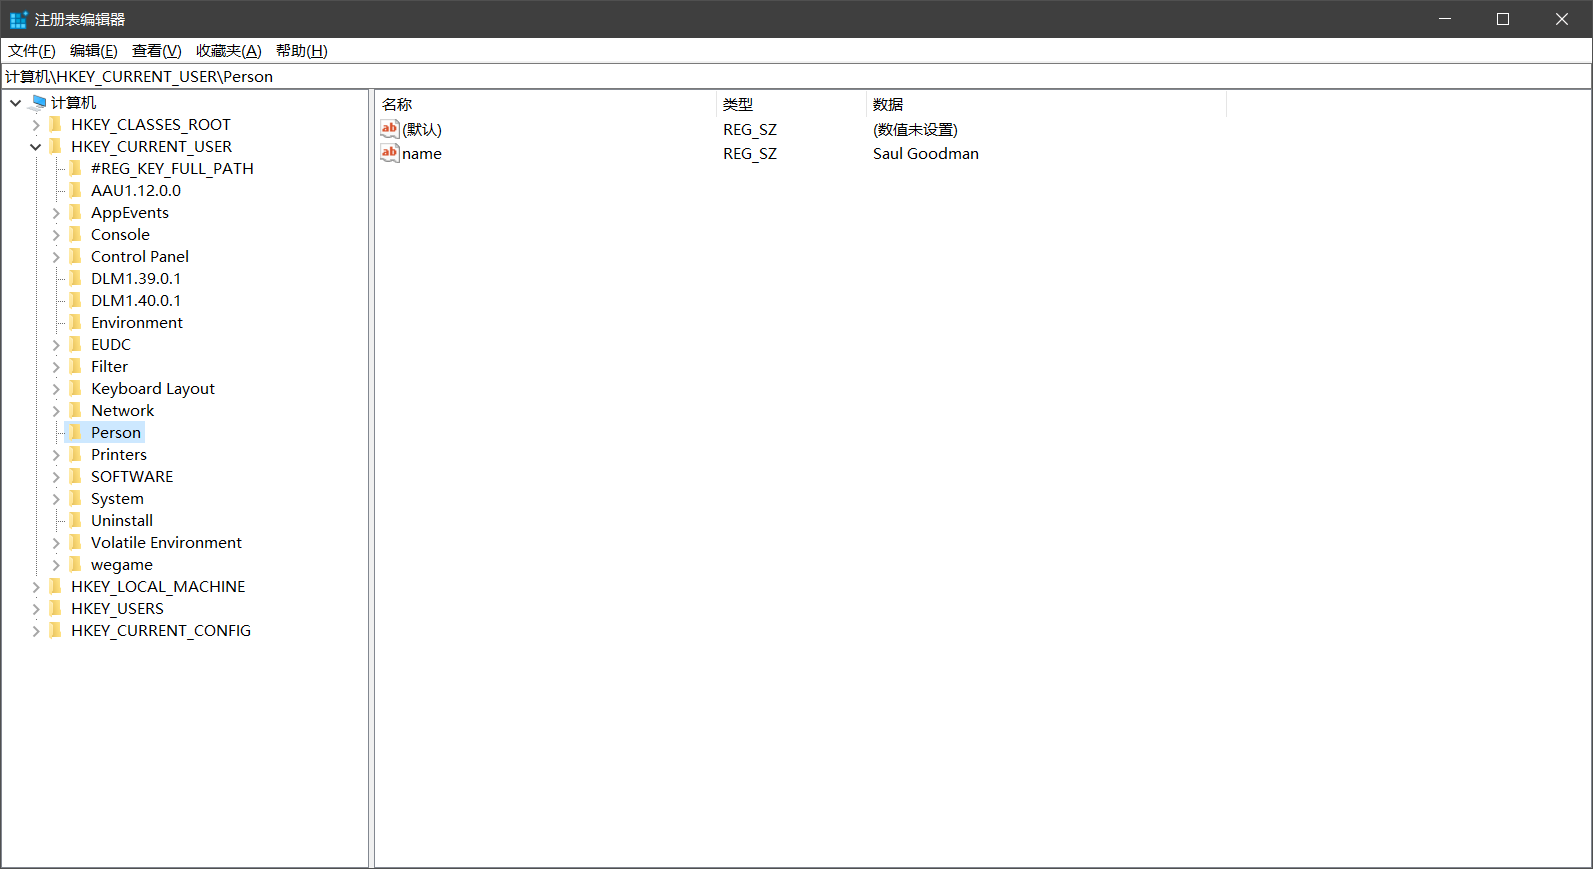 注册表编辑器
文件(F) 编辑(E) 查看(V) 收藏夹(A) 帮助(H)
计算机\HKEY_CURRENT_USER\Person
计算机
HKEY_CLASSES_ROOT
HKEY_CURRENT_USER
#REG_KEY_FULL_PATH
AAU1.12.0.0
AppEvents
Console
Control Panel
DLM1.39.0.1
DLM1.40.0.1
Environment
EUDC
Filter
Keyboard Layout
Network
Person
Printers
SOFTWARE
System
Uninstall
Volatile Environment
wegame
HKEY_LOCAL_MACHINE
HKEY_USERS
HKEY_CURRENT_CONFIG
名称 类型 数据
ab (默认) REG_SZ (数值未设置)
ab name REG_SZ Saul Goodman